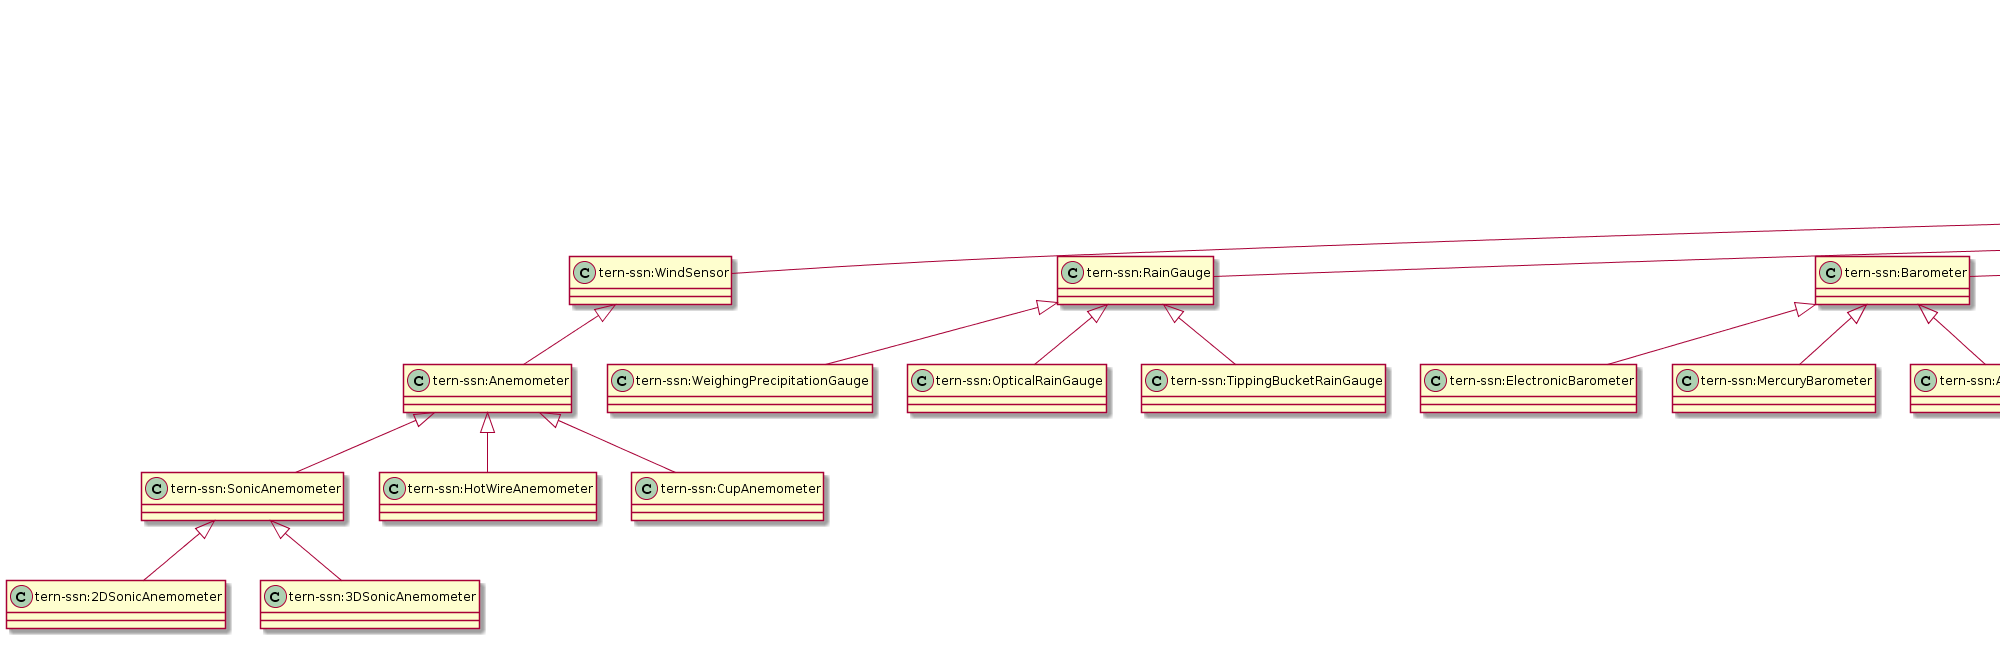 C tern-ssn:WindSensor
C tern-ssn:RainGauge
C tern-ssn:Barometer
C tern-ssn:Anemometer
C tern-ssn:WeighingPrecipitationGauge
C tern-ssn:OpticalRainGauge
C tern-ssn:TippingBucketRainGauge
C tern-ssn:ElectronicBarometer
C tern-ssn:MercuryBarometer
C tern-ssn:
C tern-ssn:SonicAnemometer
C tern-ssn:HotWireAnemometer
C tern-ssn:CupAnemometer
C tern-ssn:2DSonicAnemometer
C tern-ssn:3DSonicAnemometer